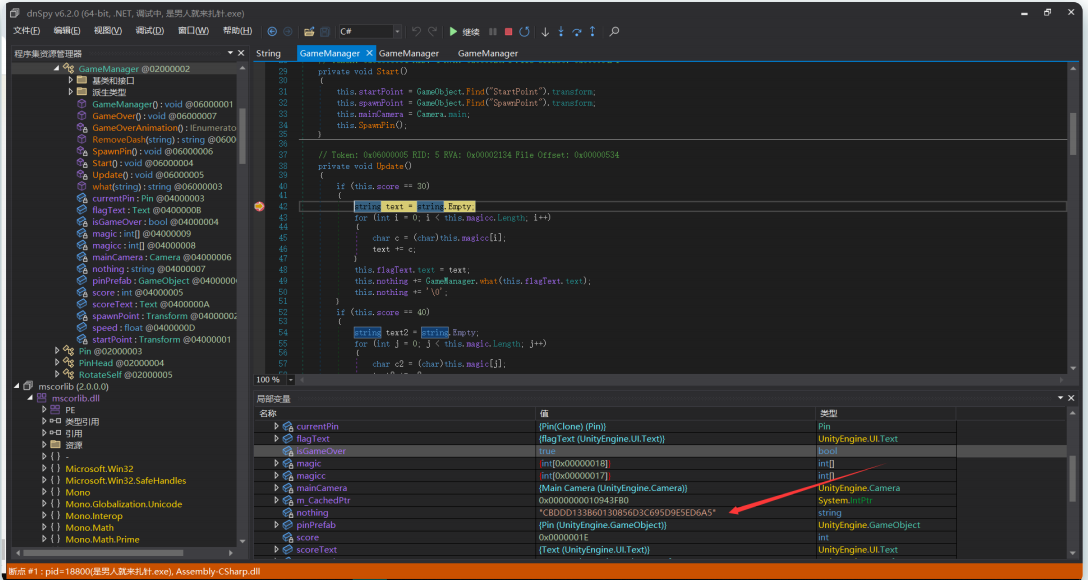 dnSpy v6.2.0 (64-bit, .NET, 调试中, 是男人就来扎针.exe)
文件(F) 编辑(E) 视图(V) 调试(D) 窗口(W) 帮助(H) C# 继续
程序集资源管理器
String GameManager GameManager GameManager
GameManager @02000002
基类和接口
派生类型
GameManager() : void @06000001
GameOver() : void @06000007
GameOverAnimation() : IEnumerato
RemoveDash(string) : string @0600
SpawnPin() : void @06000006
Start() : void @06000004
Update() : void @06000005
what(string) : string @06000003
currentPin : Pin @04000003
flagText : Text @0400000B
isGameOver : bool @04000004
magic : int[] @04000009
magicc : int[] @04000008
mainCamera : Camera @04000006
nothing : string @04000007
pinPrefab : GameObject @0400000
score : int @04000005
scoreText : Text @0400000A
spawnPoint : Transform @04000002
speed : float @0400000D
startPoint : Transform @04000001
Pin @02000003
PinHead @02000004
RotateSelf @02000005
mscorlib (2.0.0.0)
mscorlib.dll
PE
类型引用
引用
资源
{ } -
{ } Microsoft.Win32
{ } Microsoft.Win32.SafeHandles
{ } Mono
{ } Mono.Globalization.Unicode
{ } Mono.Interop
{ } Mono.Math
{ } Mono.Math.Prime
29 private void Start()
30 {
31 this.startPoint = GameObject.Find("StartPoint").transform;
32 this.spawnPoint = GameObject.Find("SpawnPoint").transform;
33 this.mainCamera = Camera.main;
34 this.SpawnPin();
35 }
36
37 // Token: 0x06000005 RID: 5 RVA: 0x00002134 File Offset: 0x00000534
38 private void Update()
39 {
40 if (this.score == 30)
41 {
42 string text = string.Empty;
43 for (int i = 0; i < this.magicc.Length; i++)
44 {
45 char c = (char)this.magicc[i];
46 text += c;
47 }
48 this.flagText.text = text;
49 this.nothing += GameManager.what(this.flagText.text);
50 this.nothing += '\0';
51 }
52 if (this.score == 40)
53 {
54 string text2 = string.Empty;
55 for (int j = 0; j < this.magic.Length; j++)
56 {
57 char c2 = (char)this.magic[j];
100 %
局部变量
名称 值 类型
currentPin {Pin(Clone) (Pin)} Pin
flagText {flagText (UnityEngine.UI.Text)} UnityEngine.UI.Text
isGameOver true bool
magic int[0x00000018] int[]
magicc int[0x00000017] int[]
mainCamera {Main Camera (UnityEngine.Camera)} UnityEngine.Camera
m_CachedPtr 0x0000000010943FB0 System.IntPtr
nothing "CBDDD133B60130856D3C695D9E5ED6A5" string
pinPrefab {Pin (UnityEngine.GameObject)} UnityEngine.GameObject
score 0x0000001E int
scoreText {Text (UnityEngine.UI.Text)} UnityEngine.UI.Text
断点 #1 : pid=18800(是男人就来扎针.exe), Assembly-CSharp.dll